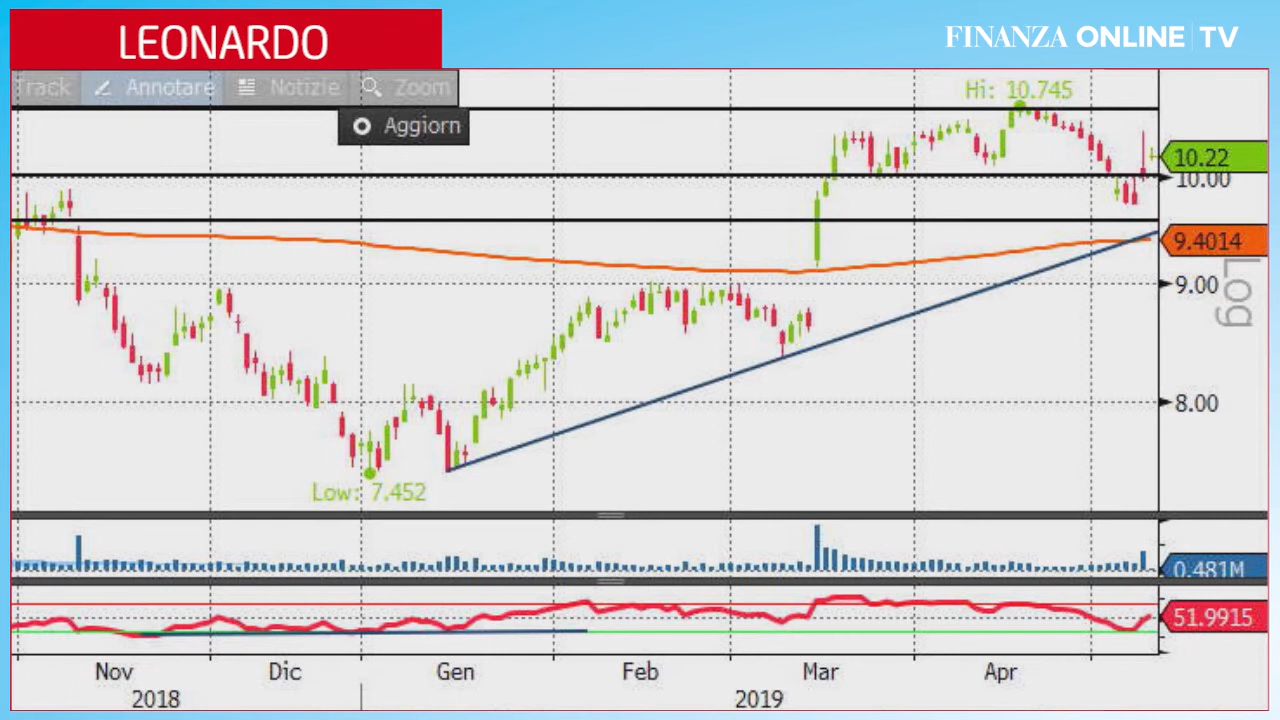 LEONARDO
FINANZA ONLINE TV
Track Annotare Notizie Zoom
Aggiorn
Hi: 10.745
10.22
10.00
9.4014
9.00
Log
8.00
Low: 7.452
0.481M
51.9915
Nov Dic Gen Feb Mar Apr
2018 2019